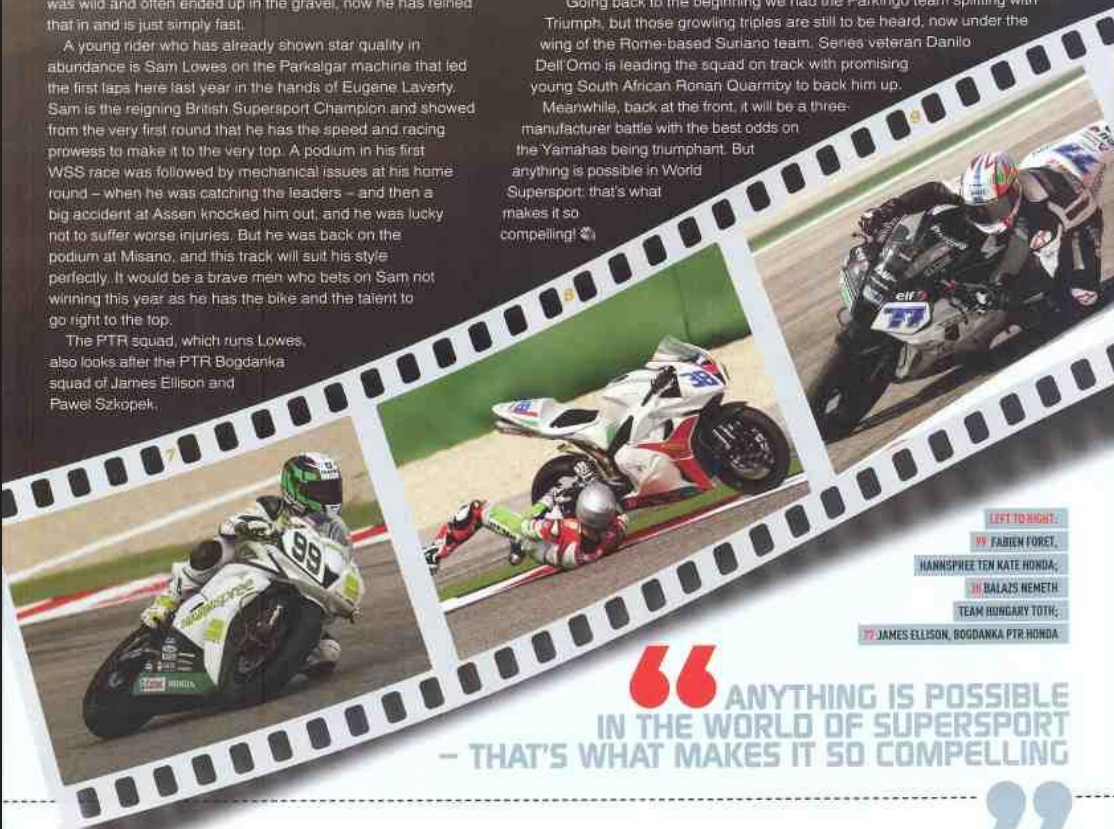 was wild and often ended up in the gravel, now he has reined
that in and is just simply fast.
A young rider who has already shown star quality in
abundance is Sam Lowes on the Parkalgar machine that led
the first laps here last year in the hands of Eugene Laverty.
Sam is the reigning British Supersport Champion and showed
from the very first round that he has the speed and racing
prowess to make it to the very top. A podium in his first
WSS race was followed by mechanical issues at his home
round – when he was catching the leaders – and then a
big accident at Assen knocked him out, and he was lucky
not to suffer worse injuries. But he was back on the
podium at Misano, and this track will suit his style
perfectly. It would be a brave men who bets on Sam not
winning this year as he has the bike and the talent to
go right to the top.
The PTR squad, which runs Lowes,
also looks after the PTR Bogdanka
squad of James Ellison and
Pawel Szkopek.
Going back to the beginning we had the Parkingo team splitting with
Triumph, but those growling triples are still to be heard, now under the
wing of the Rome-based Suriano team. Series veteran Danilo
Dell'Omo is leading the squad on track with promising
young South African Ronan Quarmby to back him up.
Meanwhile, back at the front, it will be a three-
manufacturer battle with the best odds on
the Yamahas being triumphant. But
anything is possible in World
Supersport: that's what
makes it so
compelling!
7
8
9
99
38
elf
77
LEFT TO RIGHT:
99 FABIEN FORET,
HANNSPREE TEN KATE HONDA;
38 BALAZS NEMETH
TEAM HUNGARY TOTH;
77 JAMES ELLISON, BOGDANKA PTR HONDA
“ ANYTHING IS POSSIBLE
IN THE WORLD OF SUPERSPORT
– THAT'S WHAT MAKES IT SO COMPELLING
”